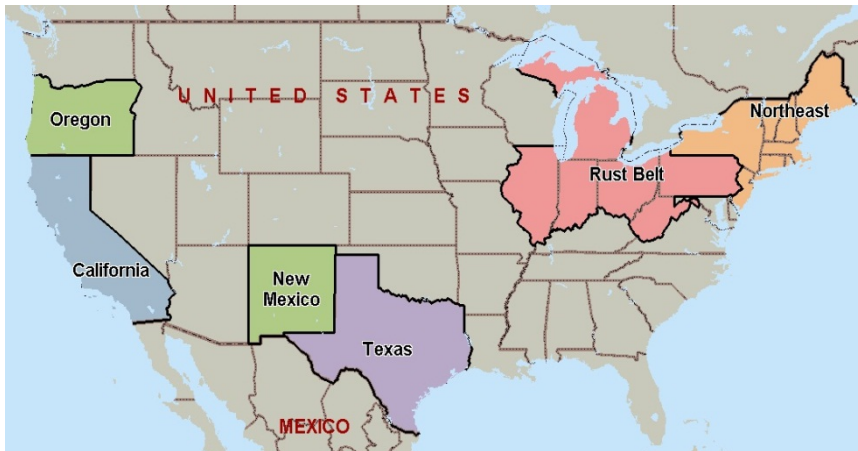 UNITED STATES
Northeast
Oregon
Rust Belt
California
New
Mexico
Texas
MEXICO